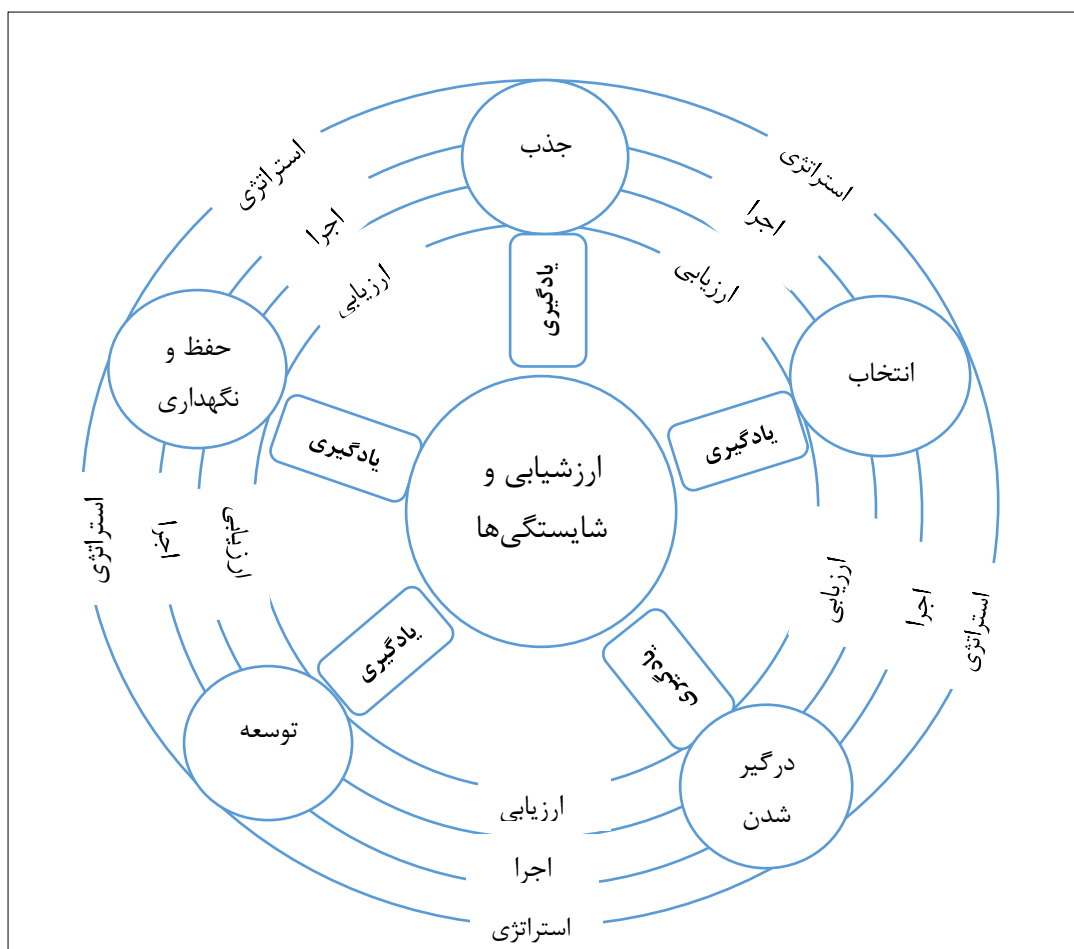 جذب
استراتژی
استراتژی
اجرا
اجرا
ارزیابی
ارزیابی
یادگیری
انتخاب
حفظ و
نگهداری
یادگیری
یادگیری
ارزشیابی و
شایستگی‌ها
استراتژی
اجرا
ارزیابی
ارزیابی
اجرا
استراتژی
یادگیری
یادگیری
درگیر
شدن
توسعه
ارزیابی
اجرا
استراتژی